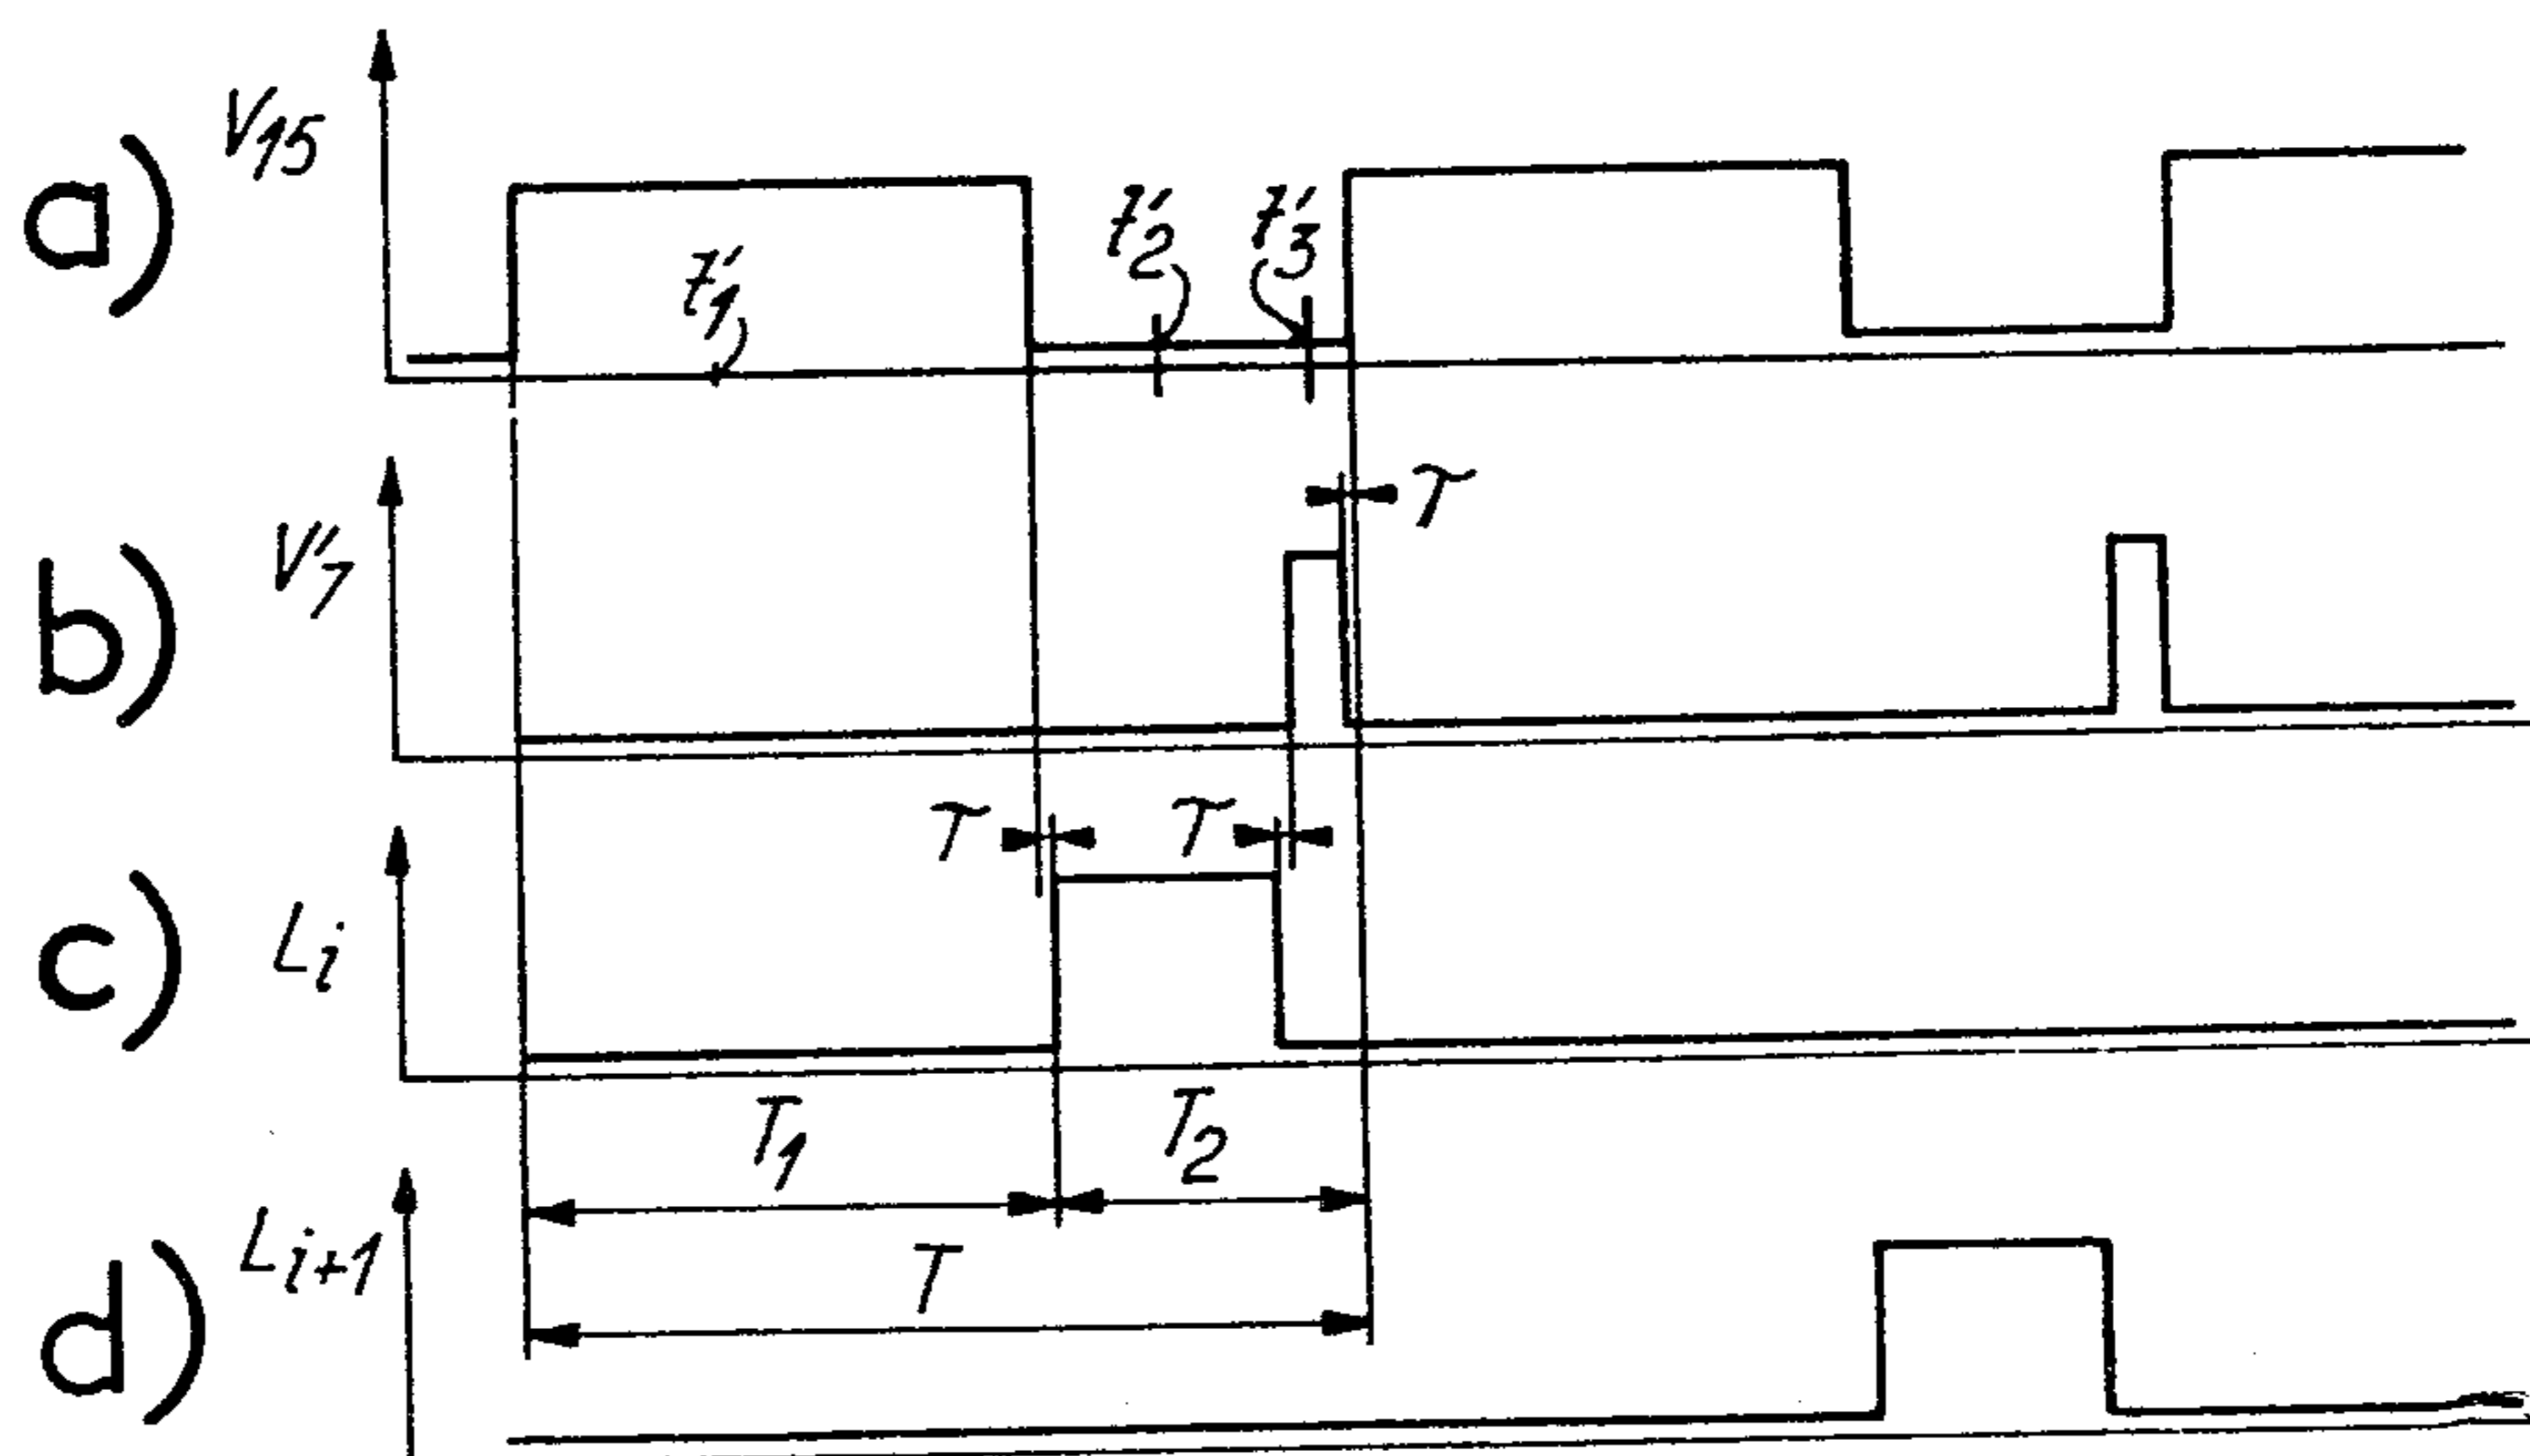 a)
V15
t'1
t'2
t'3
b)
V''7
τ
c)
Li
τ
τ
T1
T2
d)
Li+1
T